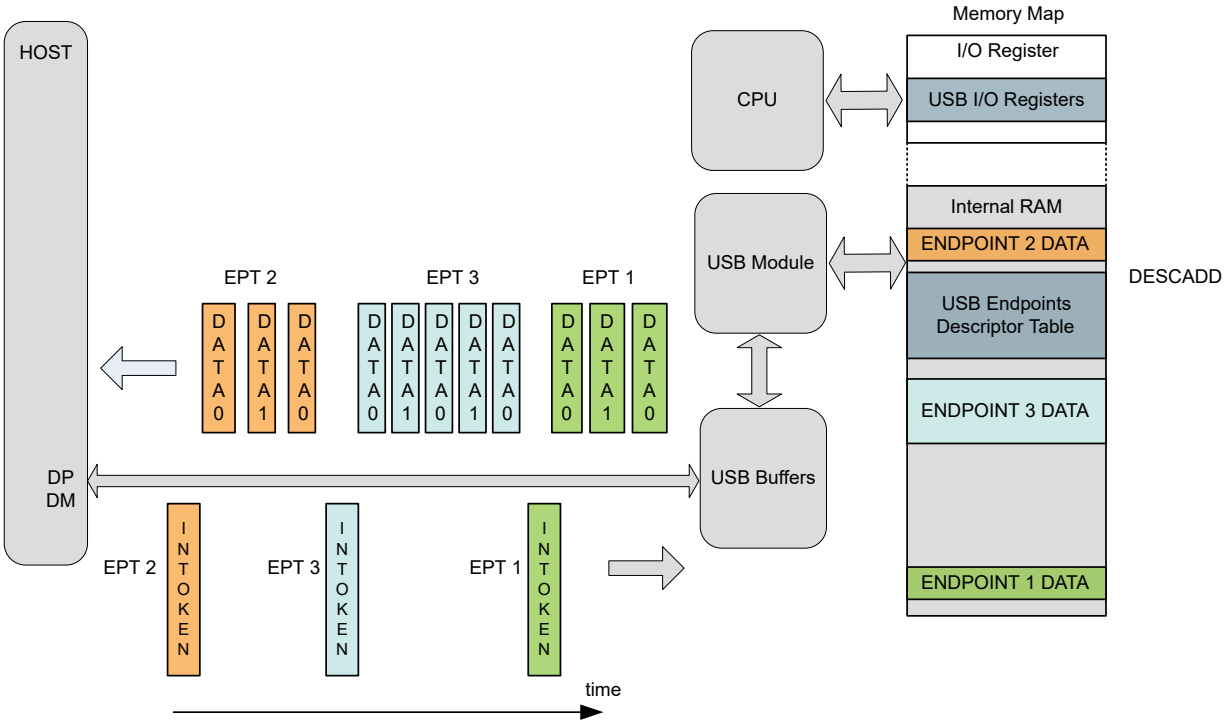 Memory Map
HOST
I/O Register
CPU
USB I/O Registers
Internal RAM
ENDPOINT 2 DATA
USB Module
DESCADD
EPT 2
EPT 3
EPT 1
USB Endpoints
Descriptor Table
DATA0
DATA1
DATA0
DATA0
DATA1
DATA0
DATA1
DATA0
DATA0
DATA1
DATA0
ENDPOINT 3 DATA
DP
DM
USB Buffers
EPT 2
INTOKEN
EPT 3
INTOKEN
EPT 1
INTOKEN
ENDPOINT 1 DATA
time